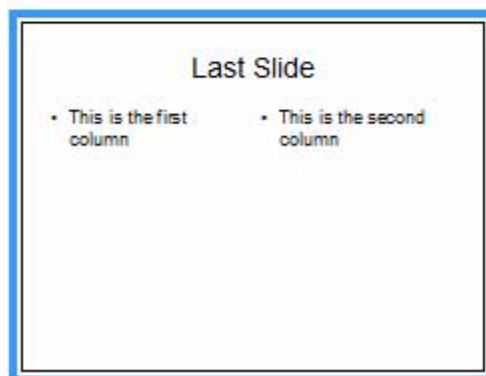 Last Slide
• This is the first
column
• This is the second
column